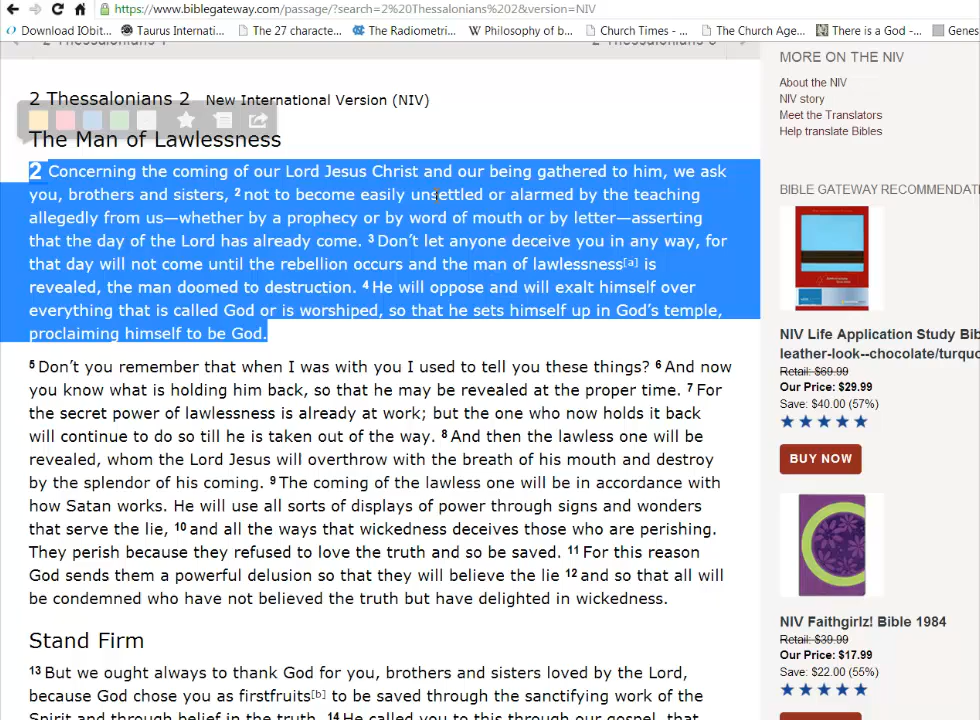 https://www.biblegateway.com/passage/?search=2%20Thessalonians%202&version=NIV
Download IObit... Taurus Internati... The 27 characte... The Radiometri... Philosophy of b... Church Times - ... The Church Age... There is a God -... Genes
2 Thessalonians 2 New International Version (NIV)
The Man of Lawlessness
2 Concerning the coming of our Lord Jesus Christ and our being gathered to him, we ask
you, brothers and sisters, 2 not to become easily unsettled or alarmed by the teaching
allegedly from us—whether by a prophecy or by word of mouth or by letter—asserting
that the day of the Lord has already come. 3 Don’t let anyone deceive you in any way, for
that day will not come until the rebellion occurs and the man of lawlessness[a] is
revealed, the man doomed to destruction. 4 He will oppose and will exalt himself over
everything that is called God or is worshiped, so that he sets himself up in God’s temple,
proclaiming himself to be God.
5 Don’t you remember that when I was with you I used to tell you these things? 6 And now
you know what is holding him back, so that he may be revealed at the proper time. 7 For
the secret power of lawlessness is already at work; but the one who now holds it back
will continue to do so till he is taken out of the way. 8 And then the lawless one will be
revealed, whom the Lord Jesus will overthrow with the breath of his mouth and destroy
by the splendor of his coming. 9 The coming of the lawless one will be in accordance with
how Satan works. He will use all sorts of displays of power through signs and wonders
that serve the lie, 10 and all the ways that wickedness deceives those who are perishing.
They perish because they refused to love the truth and so be saved. 11 For this reason
God sends them a powerful delusion so that they will believe the lie 12 and so that all will
be condemned who have not believed the truth but have delighted in wickedness.
Stand Firm
13 But we ought always to thank God for you, brothers and sisters loved by the Lord,
because God chose you as firstfruits[b] to be saved through the sanctifying work of the
Spirit and through belief in the truth. 14 He called you to this through our gospel, that
MORE ON THE NIV
About the NIV
NIV story
Meet the Translators
Help translate Bibles
BIBLE GATEWAY RECOMMENDAT
NIV Life Application Study Bib
leather-look--chocolate/turquo
Retail: $69.99
Our Price: $29.99
Save: $40.00 (57%)
BUY NOW
NIV Faithgirlz! Bible 1984
Retail: $39.99
Our Price: $17.99
Save: $22.00 (55%)